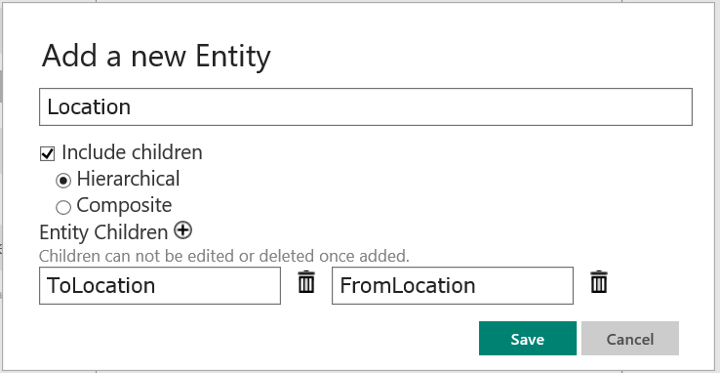 Add a new Entity
Location
Include children
Hierarchical
Composite
Entity Children
Children can not be edited or deleted once added.
ToLocation FromLocation
Save Cancel